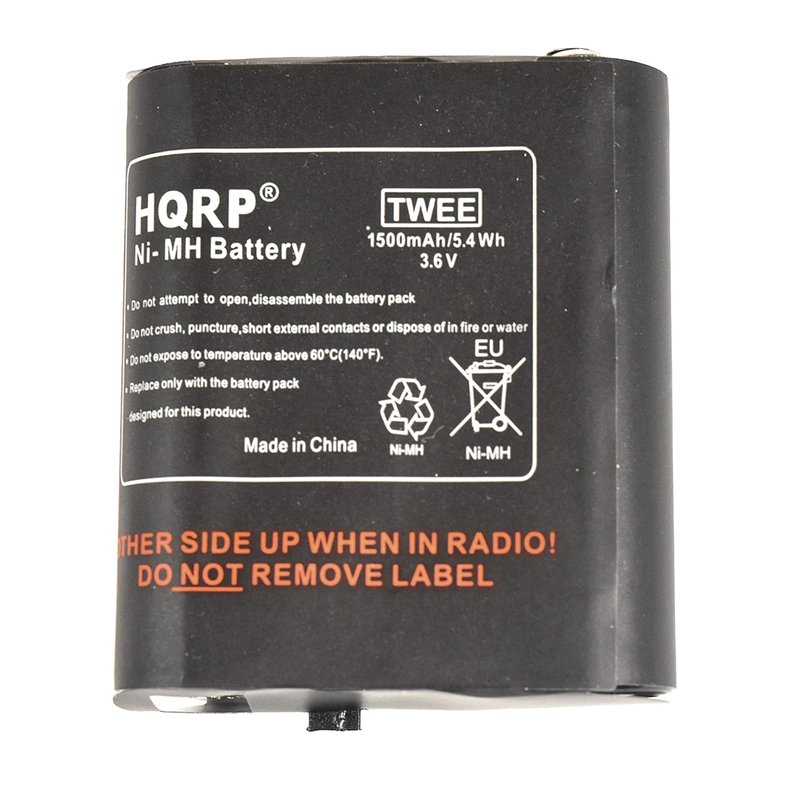 HQRP®
Ni-MH Battery
TWEE
1500mAh/5.4Wh
3.6V
• Do not attempt to open,disassemble the battery pack
• Do not crush, puncture,short external contacts or dispose of in fire or water
• Do not expose to temperature above 60°C(140°F).
• Replace only with the battery pack
designed for this product.
EU
Ni-MH
Ni-MH
Made in China
OTHER SIDE UP WHEN IN RADIO!
DO NOT REMOVE LABEL